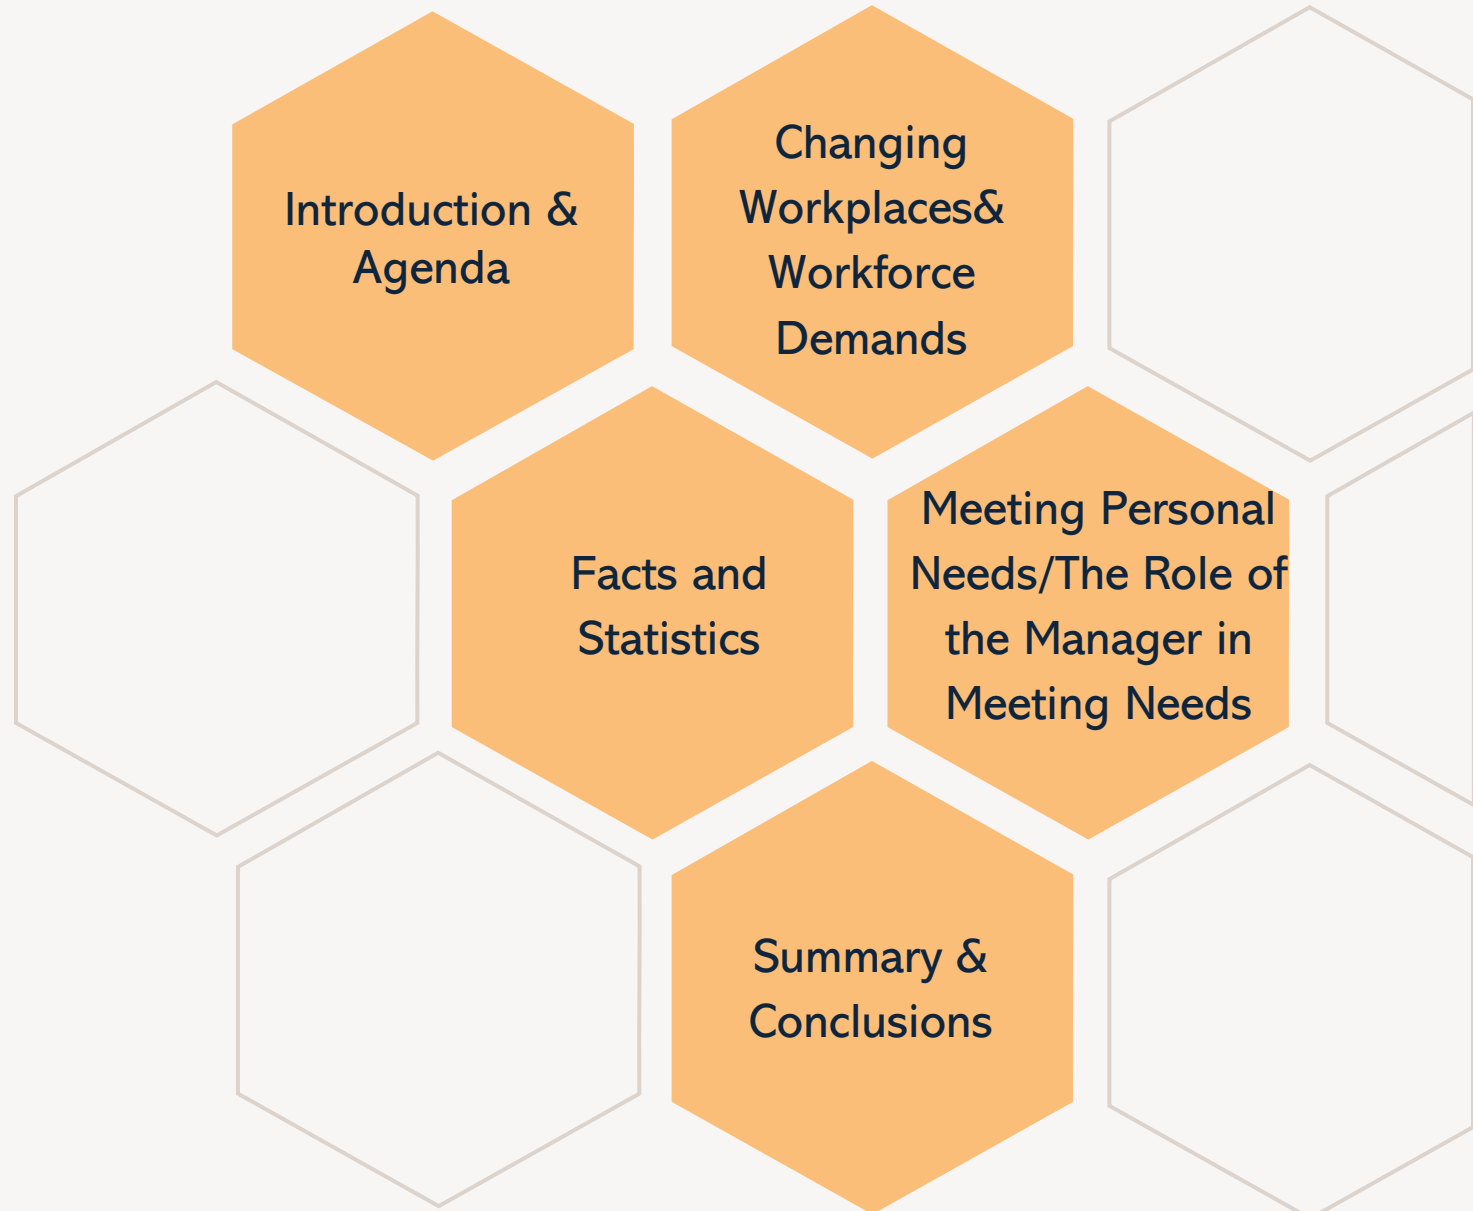 Introduction &
Agenda
Changing
Workplaces&
Workforce
Demands
Facts and
Statistics
Meeting Personal
Needs/The Role of
the Manager in
Meeting Needs
Summary &
Conclusions